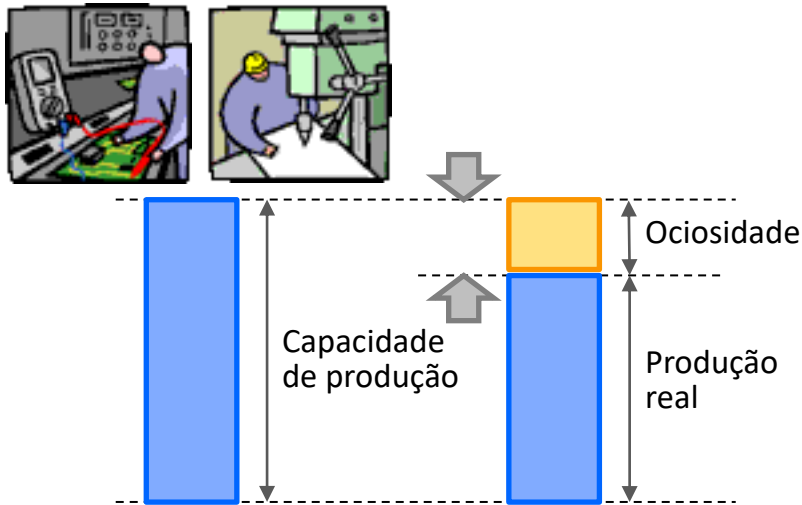 Ociosidade
Capacidade
de produção
Produção
real